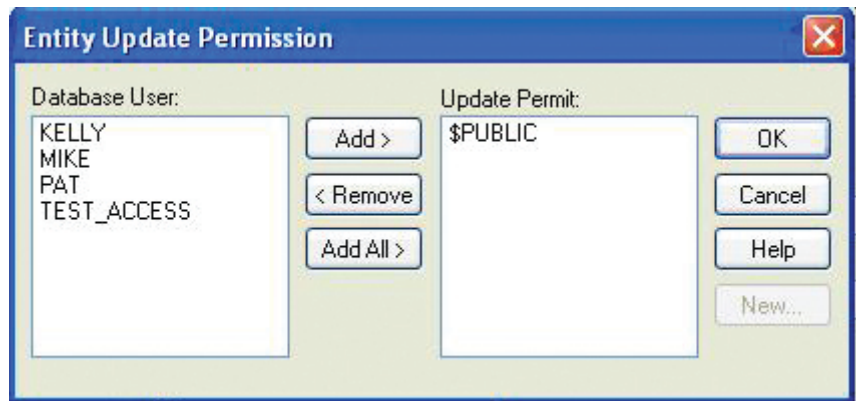 Entity Update Permission
Database User:
Update Permit:
KELLY
MIKE
PAT
TEST_ACCESS
Add >
< Remove
Add All >
$PUBLIC
OK
Cancel
Help
New...